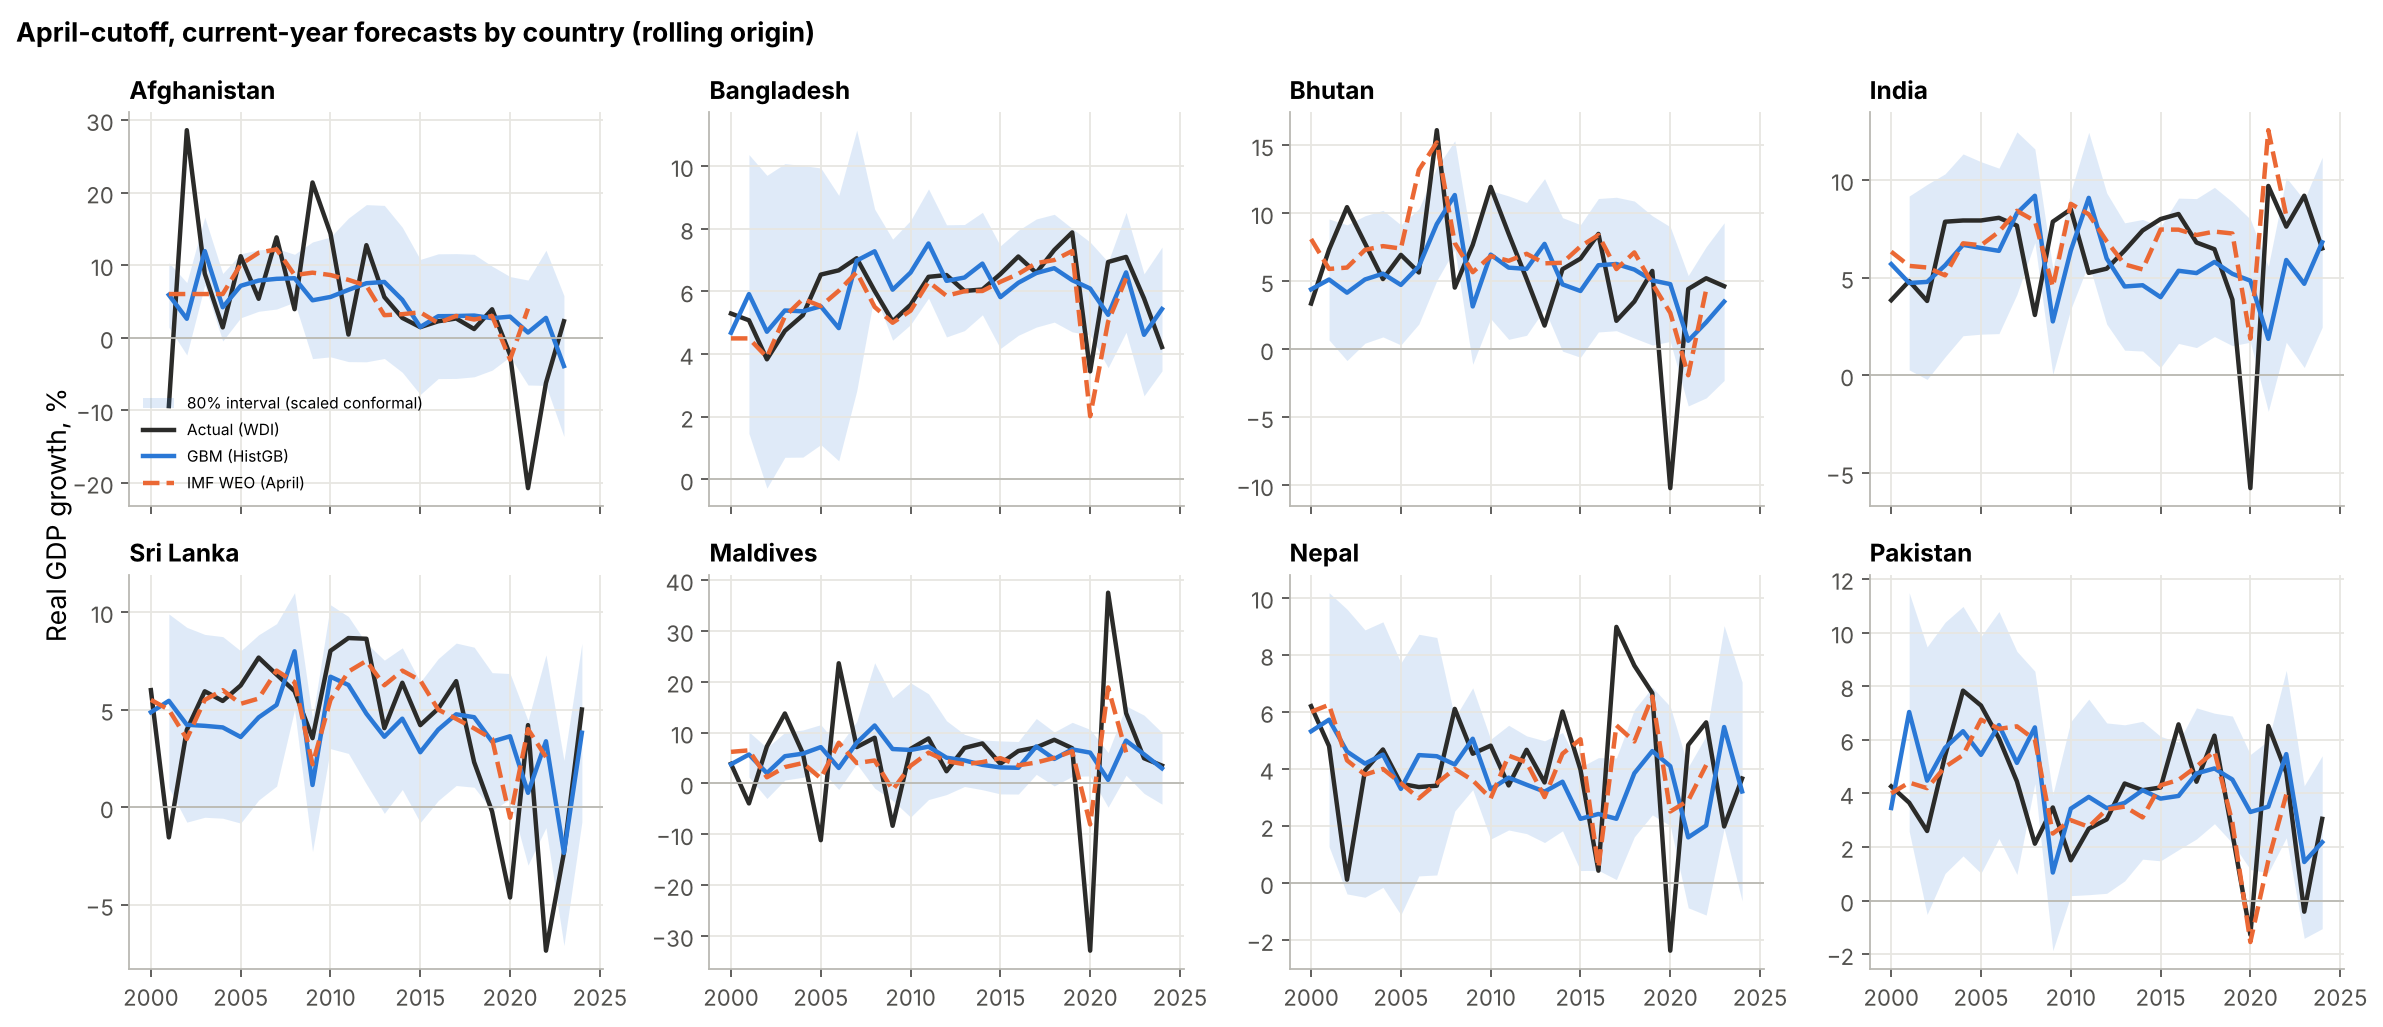 April-cutoff, current-year forecasts by country (rolling origin)
Real GDP growth, %
Afghanistan
30
20
10
0
−10
−20
80% interval (scaled conformal)
Actual (WDI)
GBM (HistGB)
IMF WEO (April)
Bangladesh
10
8
6
4
2
0
Bhutan
15
10
5
0
−5
−10
India
10
5
0
−5
Sri Lanka
10
5
0
−5
2000 2005 2010 2015 2020 2025
Maldives
40
30
20
10
0
−10
−20
−30
2000 2005 2010 2015 2020 2025
Nepal
10
8
6
4
2
0
−2
2000 2005 2010 2015 2020 2025
Pakistan
12
10
8
6
4
2
0
−2
2000 2005 2010 2015 2020 2025